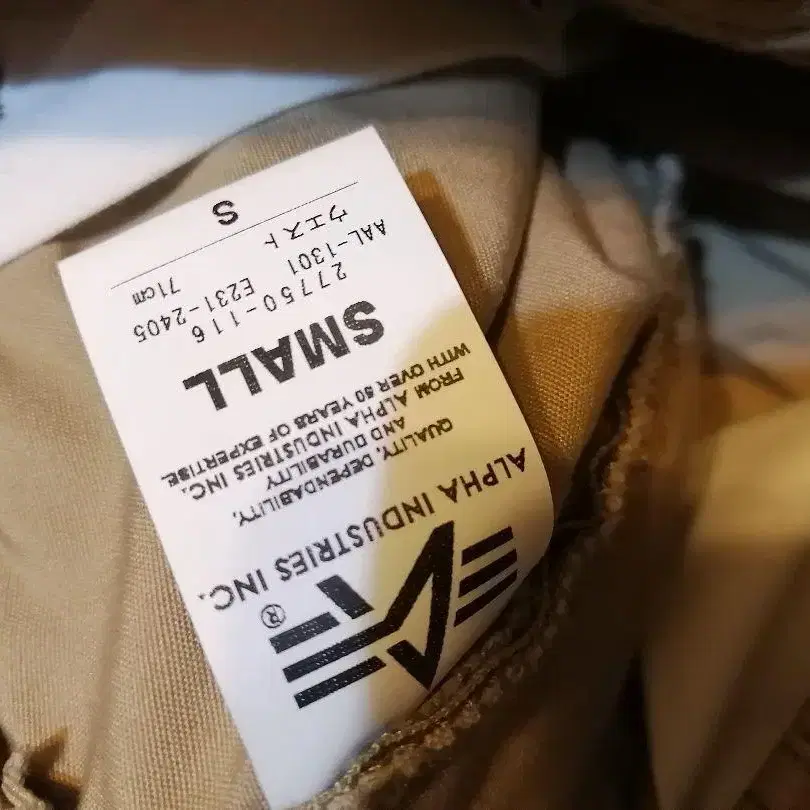 ®
ALPHA INDUSTRIES INC.
QUALITY, DEPENDABILITY,
AND DURABILITY
FROM ALPHA INDUSTRIES INC.
WITH OVER 50 YEARS OF EXPERTISE.
SMALL
27750-116
AAL-1301 E231-2405
ウエスト 71cm
S